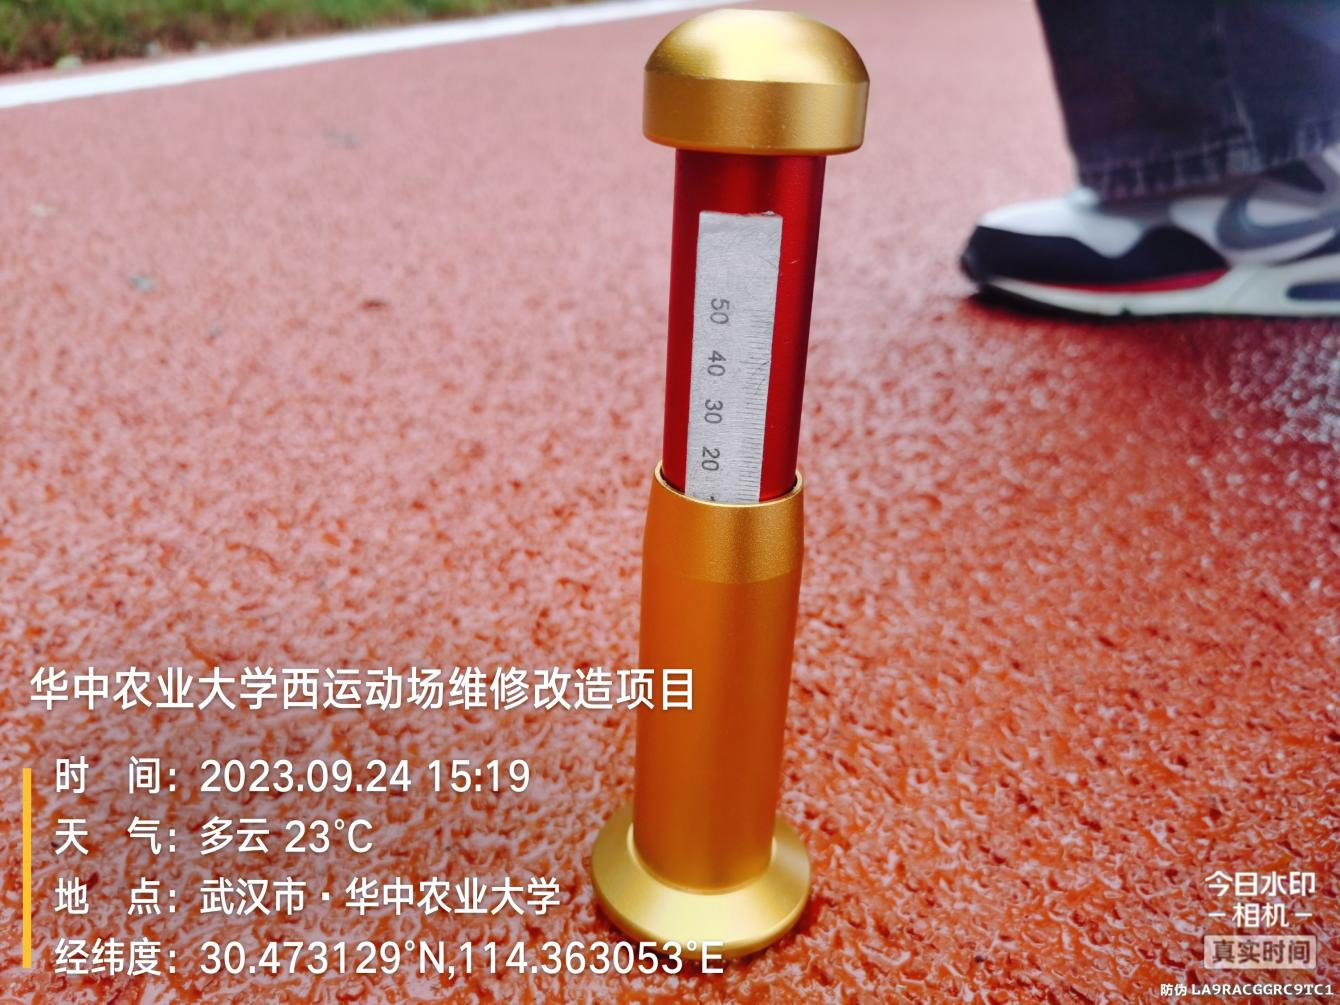 50
40
30
20
华中农业大学西运动场维修改造项目
时 间：2023.09.24 15:19
天 气：多云 23°C
地 点：武汉市·华中农业大学
经纬度：30.473129°N,114.363053°E
今日水印
相机
真实时间
防伪 LA9RACGGRC9TC1